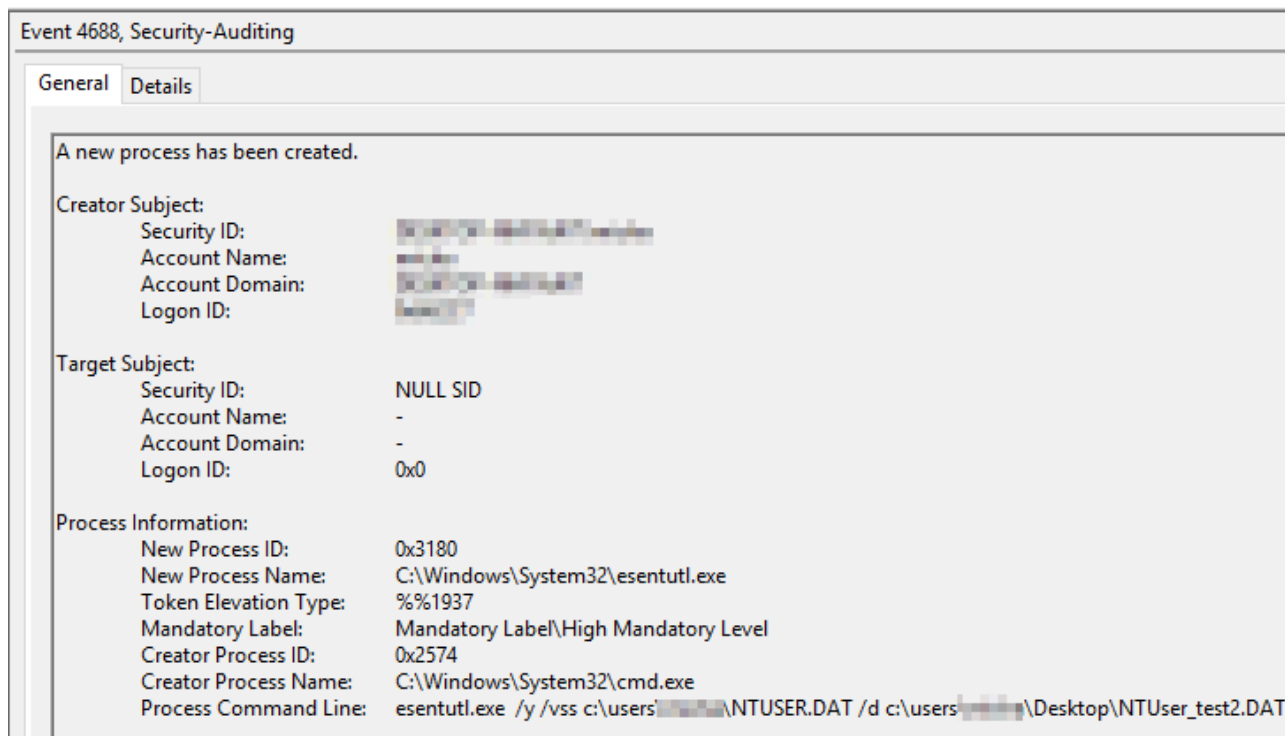 Event 4688, Security-Auditing
General Details
A new process has been created.
Creator Subject:
Security ID:
Account Name:
Account Domain:
Logon ID:
Target Subject:
Security ID: NULL SID
Account Name: -
Account Domain: -
Logon ID: 0x0
Process Information:
New Process ID: 0x3180
New Process Name: C:\Windows\System32\esentutl.exe
Token Elevation Type: %%1937
Mandatory Label: Mandatory Label\High Mandatory Level
Creator Process ID: 0x2574
Creator Process Name: C:\Windows\System32\cmd.exe
Process Command Line: esentutl.exe /y /vss c:\users\ \NTUSER.DAT /d c:\users \Desktop\NTUser_test2.DAT